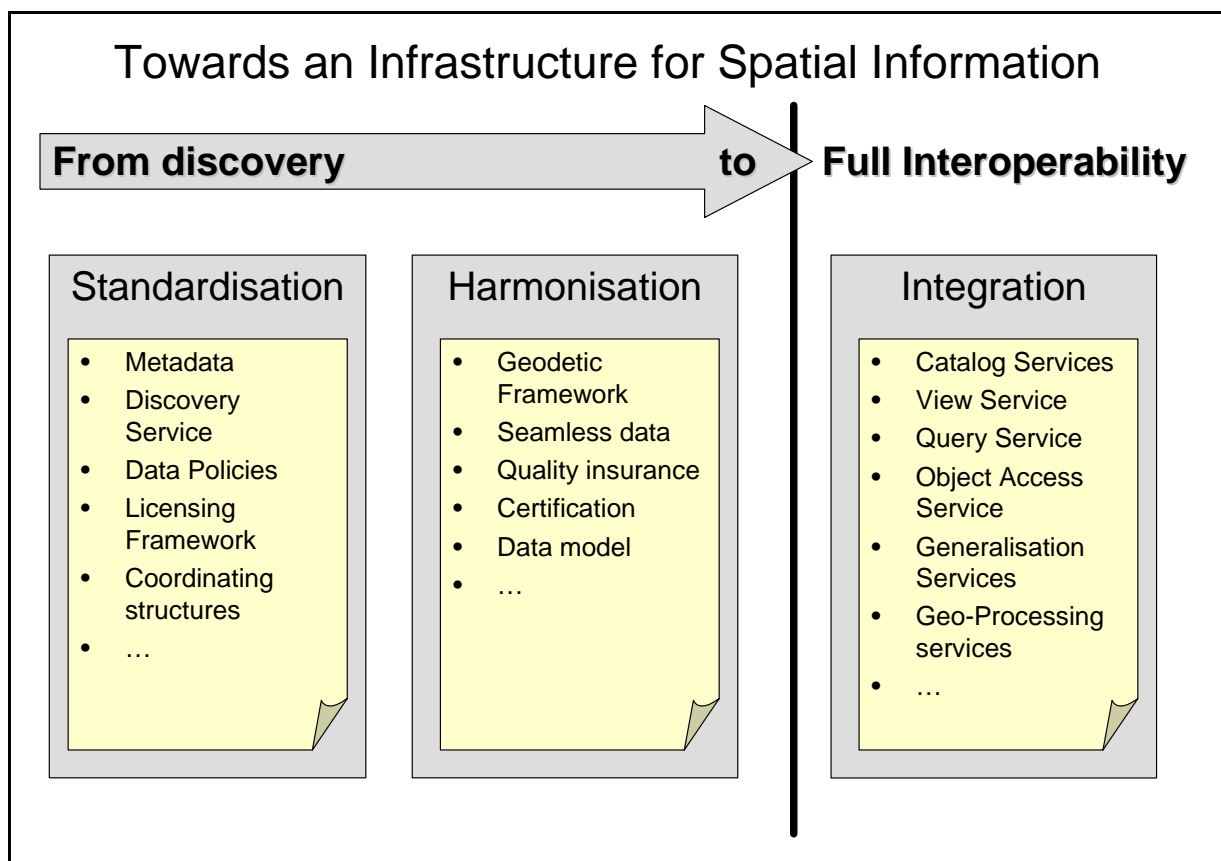 Towards an Infrastructure for Spatial Information
From discovery to Full Interoperability
Standardisation
• Metadata
• Discovery
Service
• Data Policies
• Licensing
Framework
• Coordinating
structures
• …
Harmonisation
• Geodetic
Framework
• Seamless data
• Quality insurance
• Certification
• Data model
• …
Integration
• Catalog Services
• View Service
• Query Service
• Object Access
Service
• Generalisation
Services
• Geo-Processing
services
• …